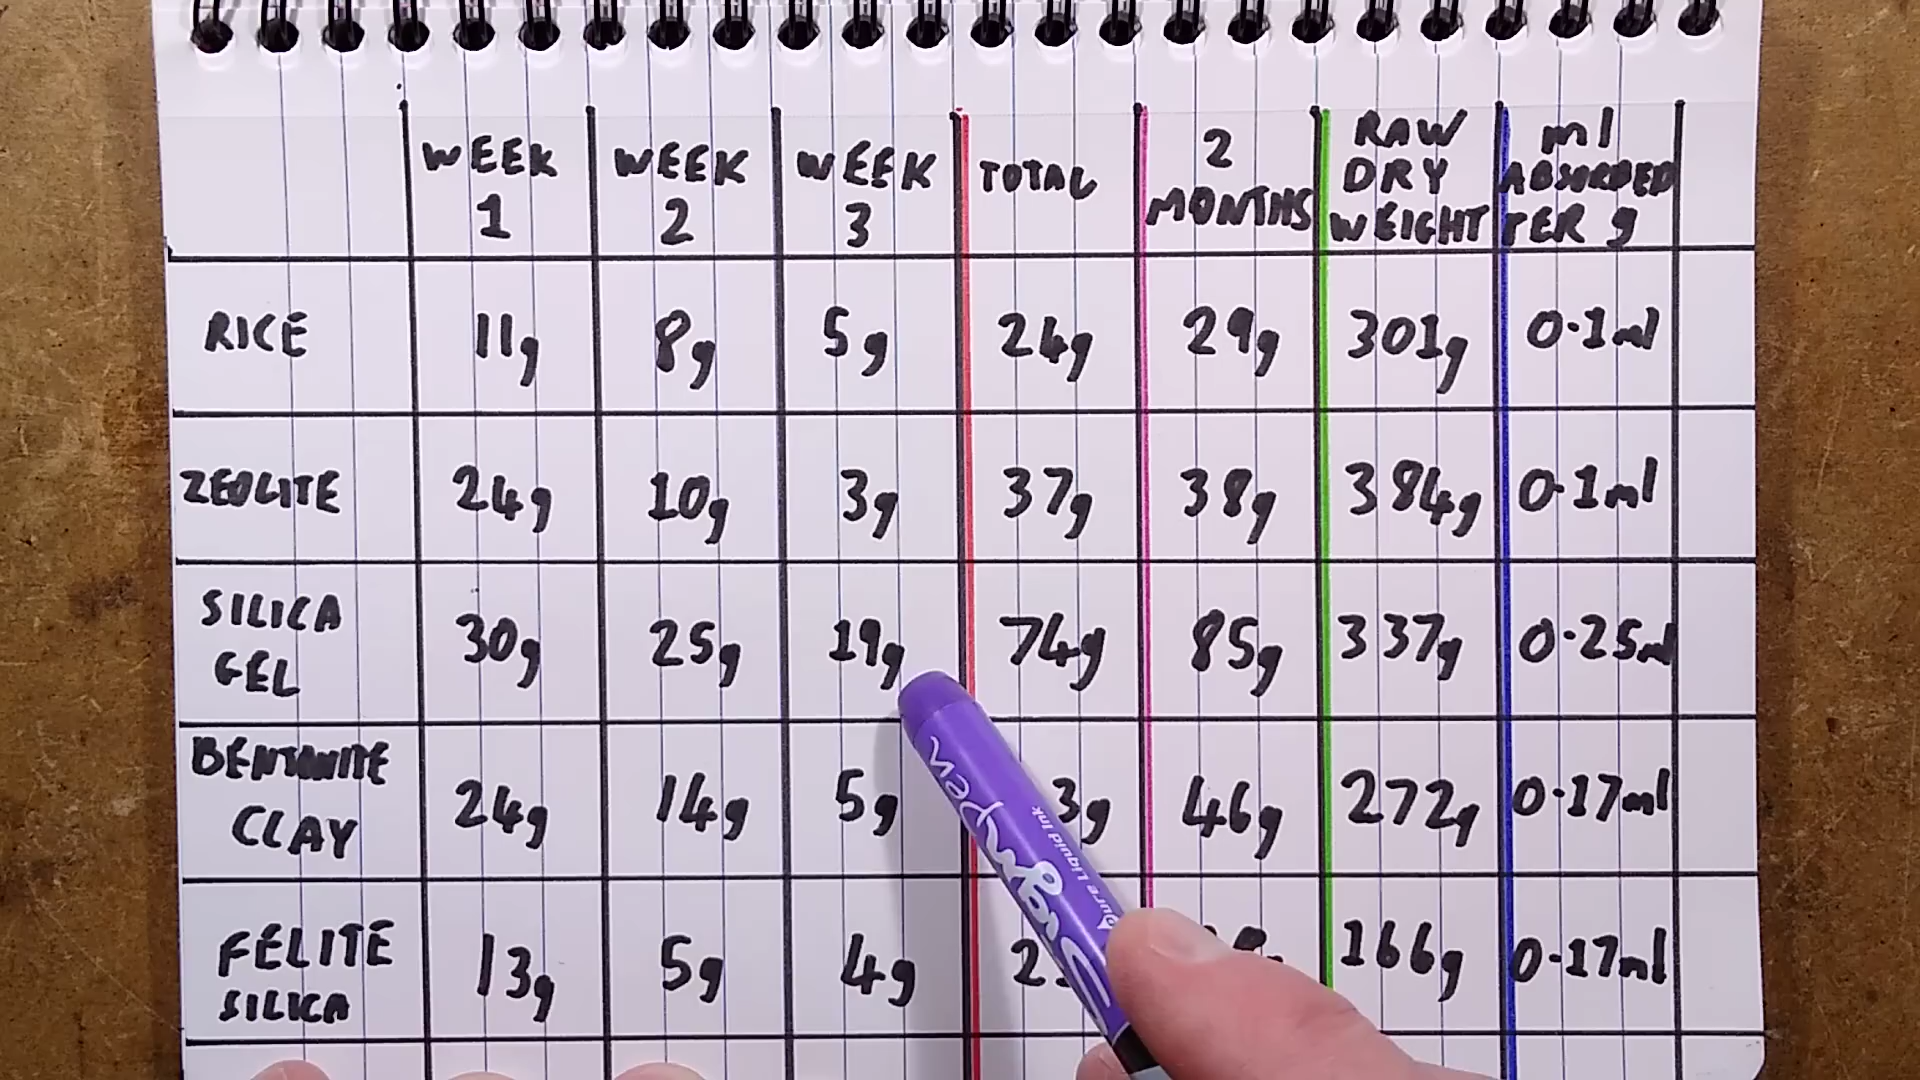 WEEK 1 WEEK 2 WEEK 3 TOTAL 2 MONTHS RAW DRY WEIGHT ml ABSORBED PER g
RICE 11g 8g 5g 24g 29g 301g 0.1ml
ZEOLITE 24g 10g 3g 37g 38g 384g 0.1ml
SILICA GEL 30g 25g 19g 74g 85g 337g 0.25ml
BENTONITE CLAY 24g 14g 5g 3g 46g 272g 0.17ml
FELITE SILICA 13g 5g 4g 2 166g 0.17ml
pen
Pure Liquid Ink